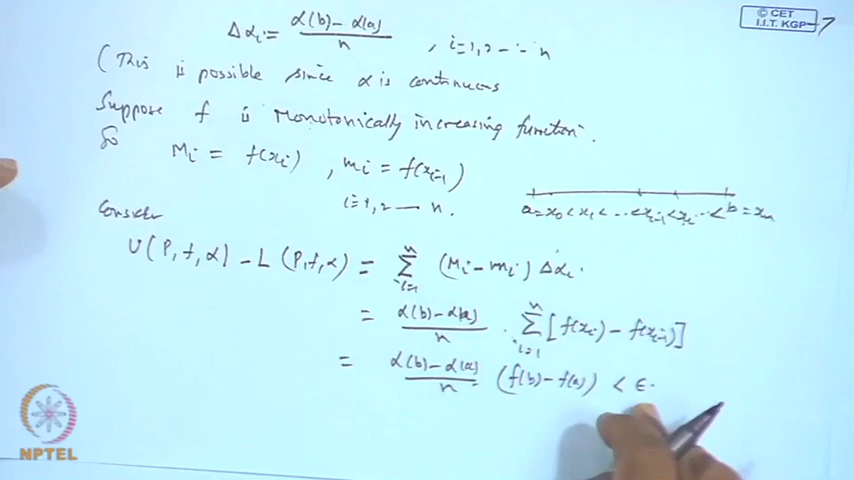 © CET
I.I.T. KGP
7
Δαi = α(b) - α(a) / n , i=1,2 - - n
(This is possible since α is continuous
Suppose f is Monotonically increasing function.
So Mi = f(xi) , mi = f(xi-1)
i=1,2 — n.
a=x0<x1<...<xi-1<xi..<b=xn
Consider
U(P,f,α) - L(P,f,α) = n Σ i=1 (Mi - mi) Δαi.
= α(b) - α(a) / n . n Σ i=1 [f(xi) - f(xi-1)]
= α(b) - α(a) / n (f(b) - f(a)) < ε.
NPTEL